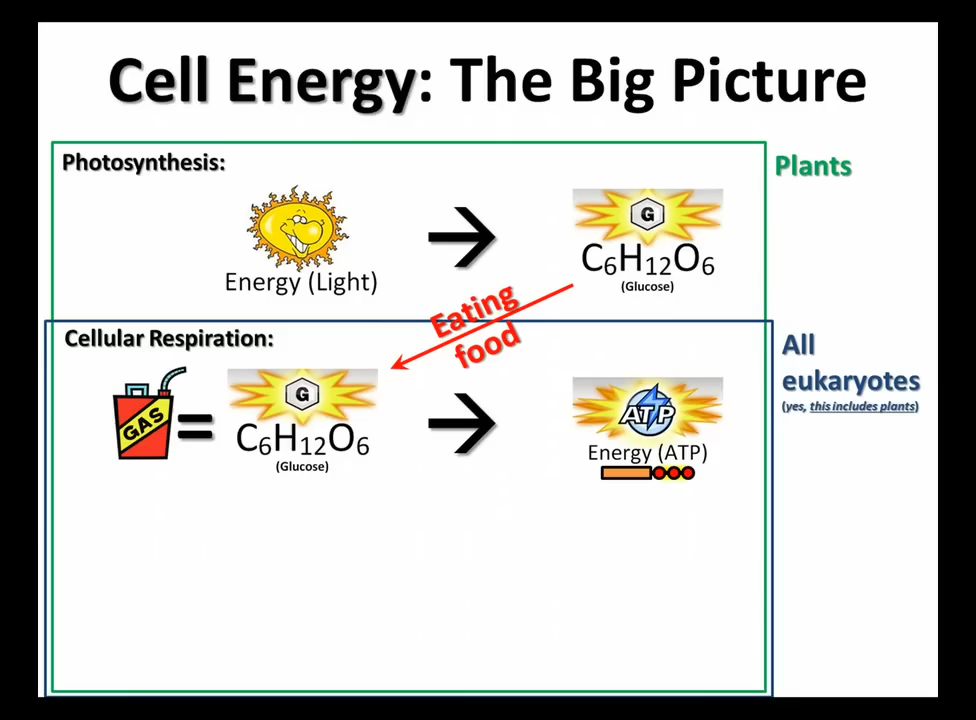 Cell Energy: The Big Picture
Photosynthesis:
Plants
G
Energy (Light)
C₆H₁₂O₆
(Glucose)
Eating
food
Cellular Respiration:
All
eukaryotes
(yes, this includes plants)
GAS
=
G
C₆H₁₂O₆
(Glucose)
ATP
Energy (ATP)